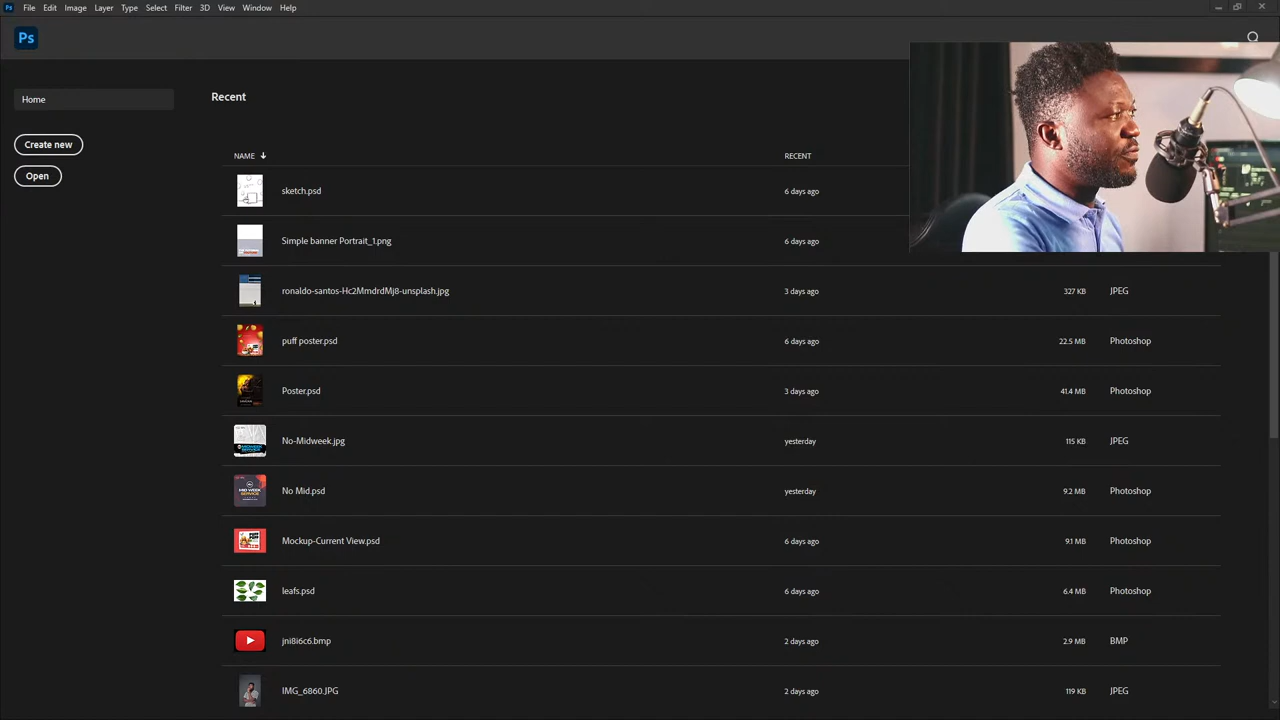 Ps File Edit Image Layer Type Select Filter 3D View Window Help
Ps
Home
Recent
Create new
Open
NAME RECENT
sketch.psd 6 days ago
Simple banner Portrait_1.png 6 days ago
ronaldo-santos-Hc2MmdrdMj8-unsplash.jpg 3 days ago 327 KB JPEG
puff poster.psd 6 days ago 22.5 MB Photoshop
Poster.psd 3 days ago 41.4 MB Photoshop
No-Midweek.jpg yesterday 115 KB JPEG
No Mid.psd yesterday 9.2 MB Photoshop
Mockup-Current View.psd 6 days ago 9.1 MB Photoshop
leafs.psd 6 days ago 6.4 MB Photoshop
jni8i6c6.bmp 2 days ago 2.9 MB BMP
IMG_6860.JPG 2 days ago 119 KB JPEG